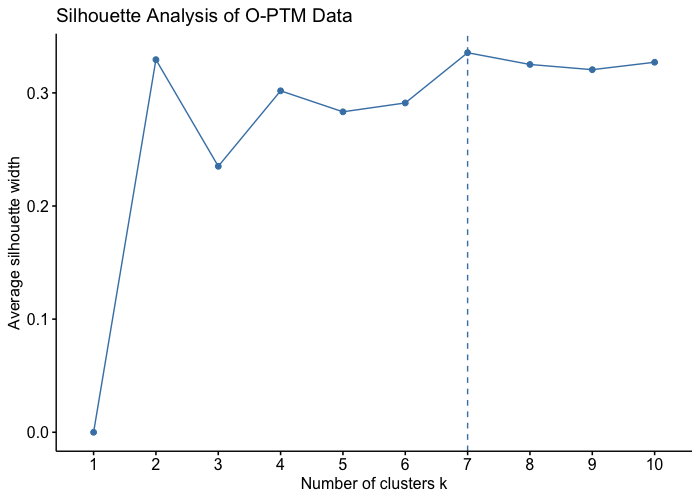 Silhouette Analysis of O-PTM Data
Average silhouette width
0.3
0.2
0.1
0.0
1 2 3 4 5 6 7 8 9 10
Number of clusters k